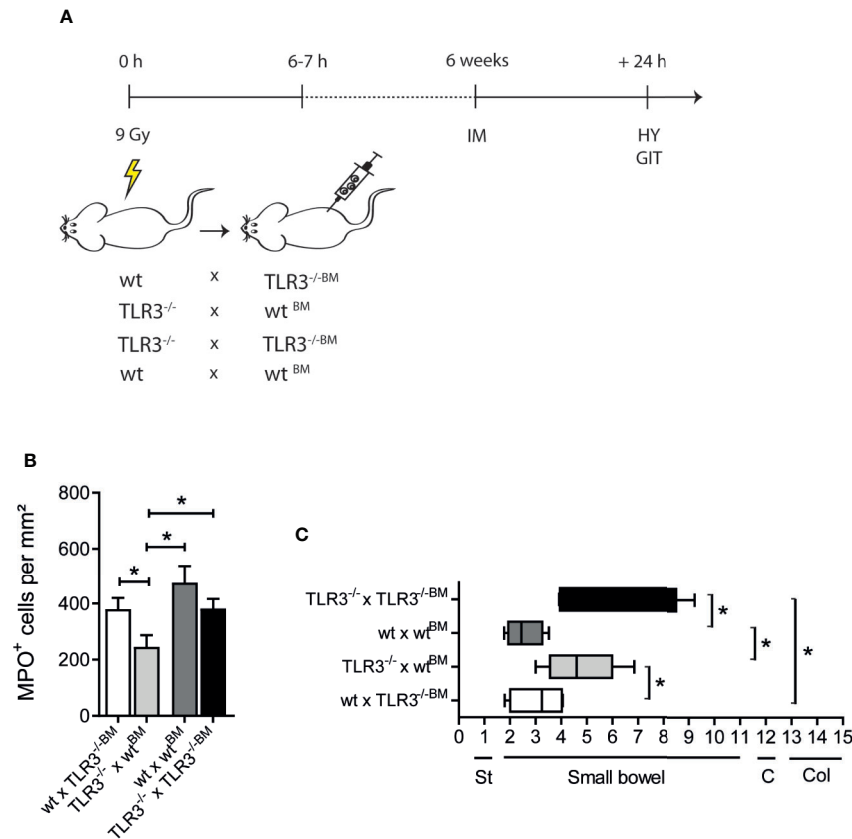 A
0 h 6-7 h 6 weeks + 24 h
9 Gy IM HY
GIT
wt x TLR3-/-BM
TLR3-/- x wt BM
TLR3-/- x TLR3-/-BM
wt x wt BM
B
MPO+ cells per mm²
800
600
400
200
0
* * *
wt x TLR3-/-BM
TLR3-/- x wtBM
wt x wtBM
TLR3-/- x TLR3-/-BM
C
TLR3-/- x TLR3-/-BM
wt x wtBM
TLR3-/- x wtBM
wt x TLR3-/-BM
* * * *
0 1 2 3 4 5 6 7 8 9 10 11 12 13 14 15
St Small bowel C Col